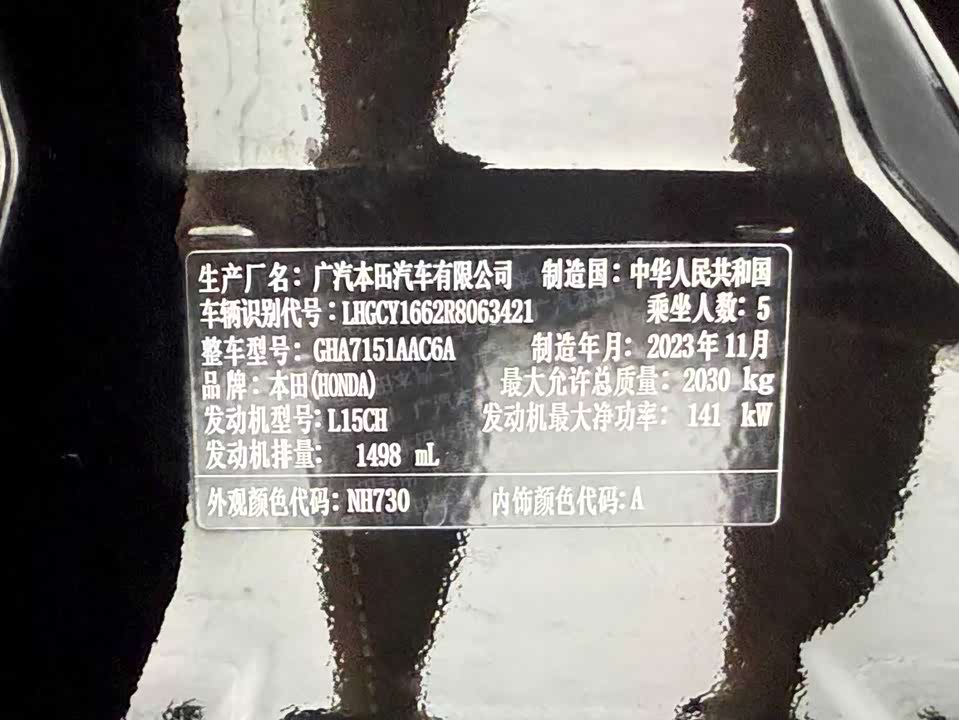 生产厂名：广汽本田汽车有限公司 制造国：中华人民共和国
车辆识别代号：LHGCY1662R8063421 乘坐人数：5
整车型号：GHA7151AAC6A 制造年月：2023年11月
品牌：本田(HONDA) 最大允许总质量：2030 kg
发动机型号：L15CH 发动机最大净功率：141 kW
发动机排量：1498 mL
外观颜色代码：NH730 内饰颜色代码：A